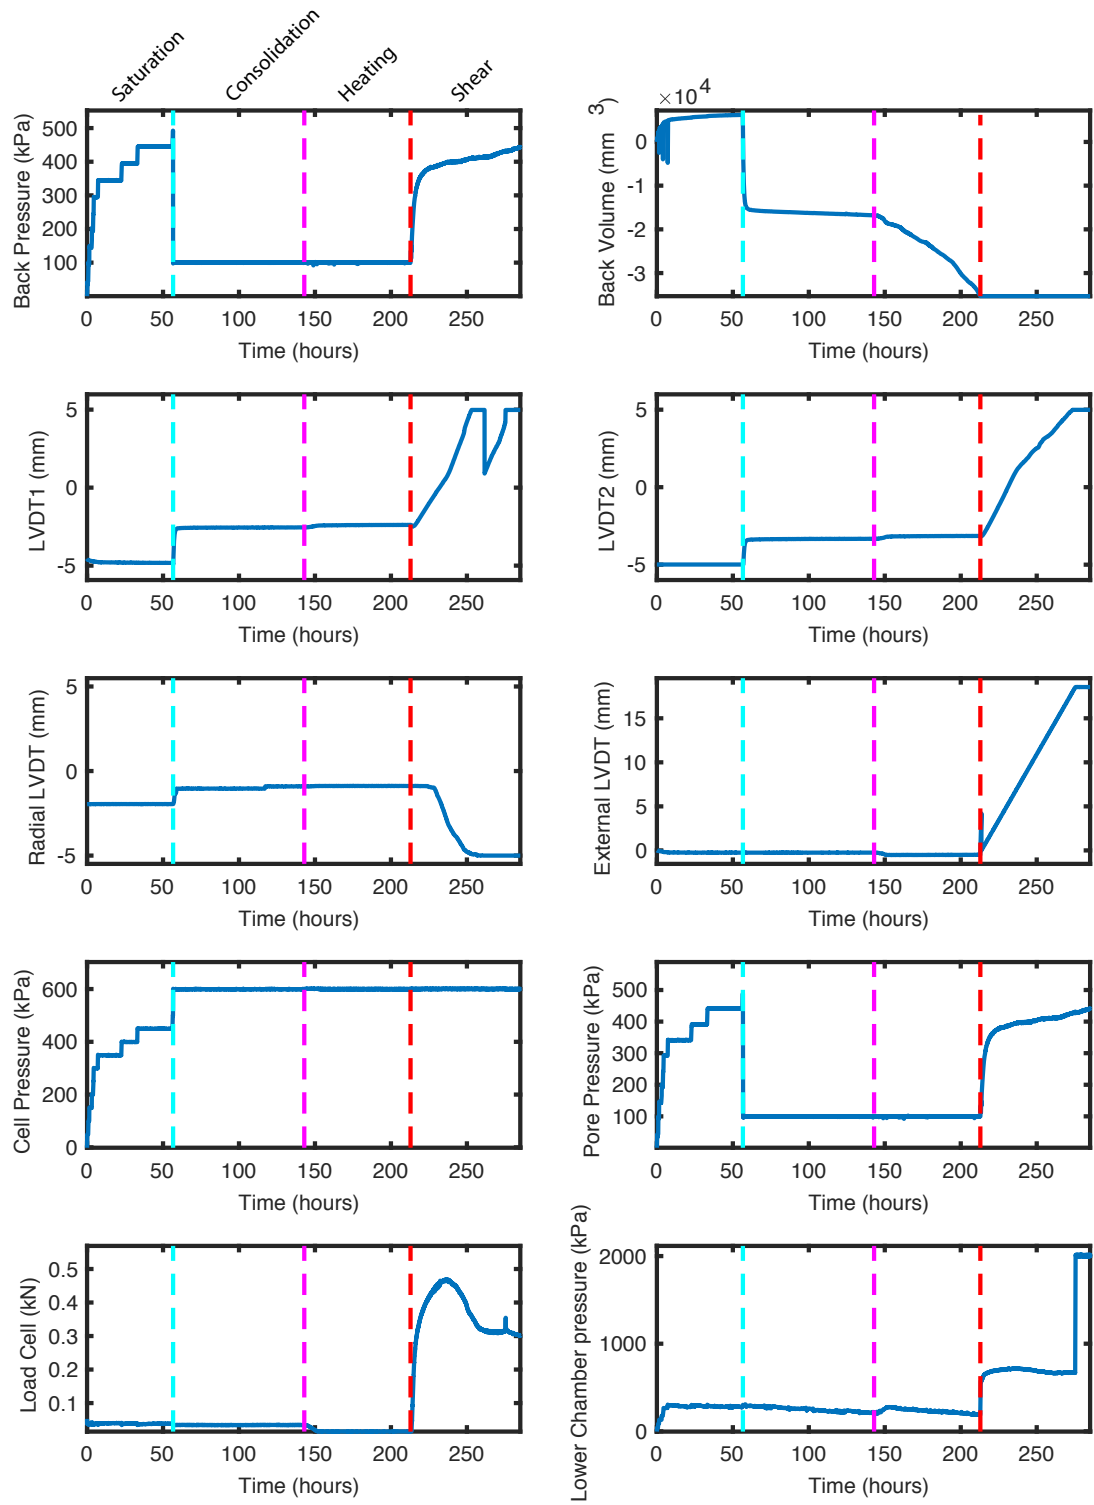 Saturation
Consolidation
Heating
Shear
Back Pressure (kPa)
500
400
300
200
100
0 50 100 150 200 250
Time (hours)
×10⁴
Back Volume (mm³)
0
-1
-2
-3
0 50 100 150 200 250
Time (hours)
LVDT1 (mm)
5
0
-5
0 50 100 150 200 250
Time (hours)
LVDT2 (mm)
5
0
-5
0 50 100 150 200 250
Time (hours)
Radial LVDT (mm)
5
0
-5
0 50 100 150 200 250
Time (hours)
External LVDT (mm)
15
10
5
0
0 50 100 150 200 250
Time (hours)
Cell Pressure (kPa)
600
400
200
0
0 50 100 150 200 250
Time (hours)
Pore Pressure (kPa)
500
400
300
200
100
0 50 100 150 200 250
Time (hours)
Load Cell (kN)
0.5
0.4
0.3
0.2
0.1
0 50 100 150 200 250
Time (hours)
Lower Chamber pressure (kPa)
2000
1000
0
0 50 100 150 200 250
Time (hours)